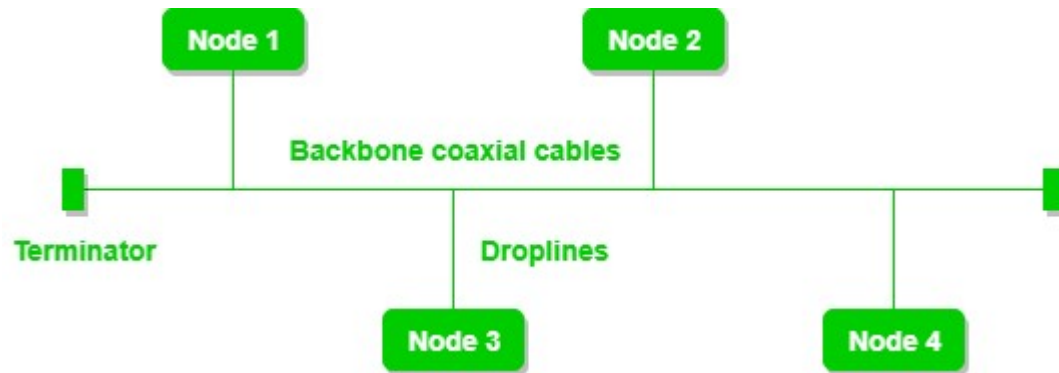 Node 1
Node 2
Backbone coaxial cables
Terminator
Droplines
Node 3
Node 4